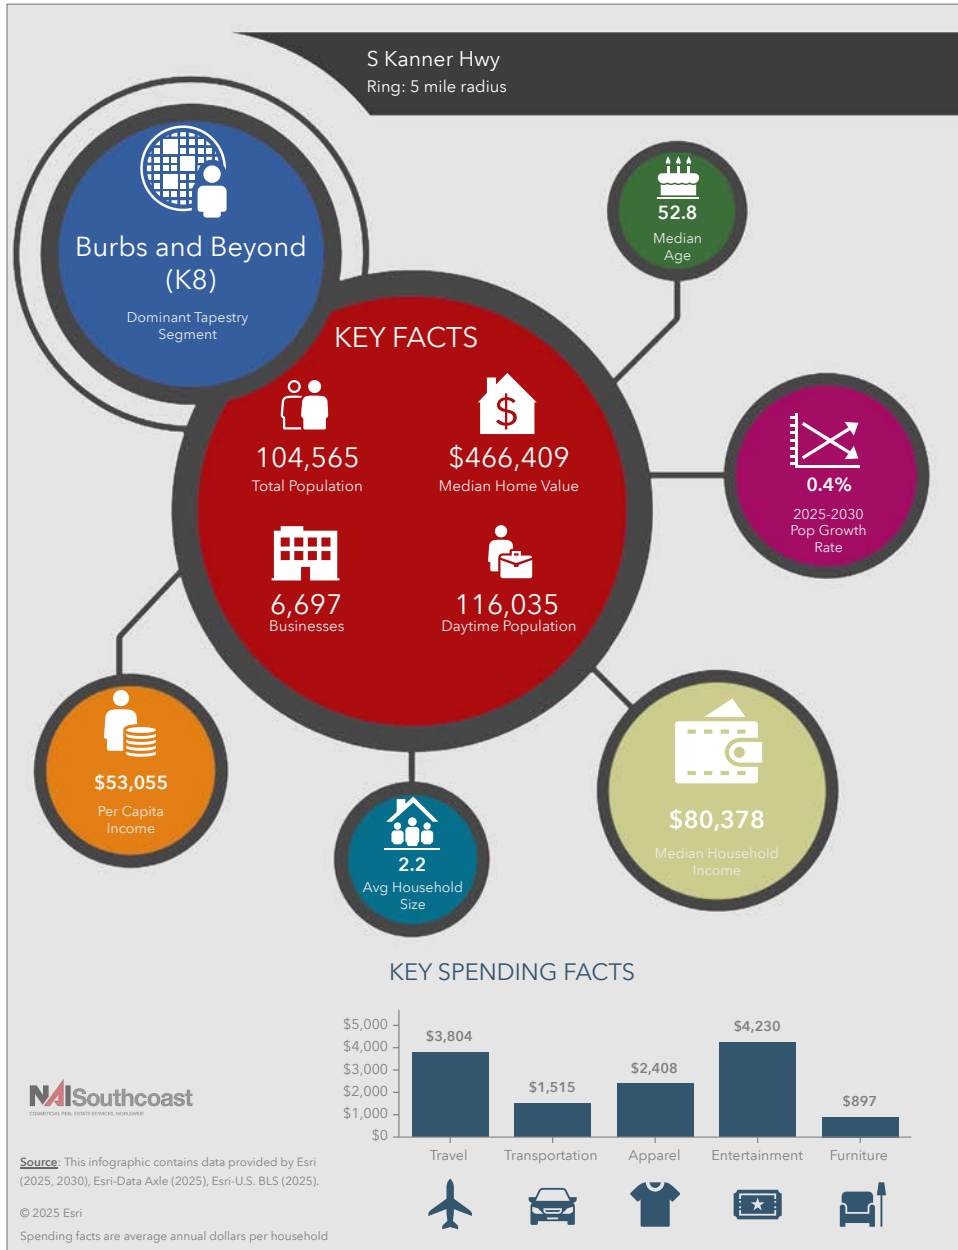 S Kanner Hwy
Ring: 5 mile radius
Burbs and Beyond
(K8)
Dominant Tapestry
Segment
52.8
Median
Age
KEY FACTS
104,565
Total Population
$466,409
Median Home Value
6,697
Businesses
116,035
Daytime Population
0.4%
2025-2030
Pop Growth
Rate
$53,055
Per Capita
Income
2.2
Avg Household
Size
$80,378
Median Household
Income
KEY SPENDING FACTS
$5,000
$4,000
$3,000
$2,000
$1,000
$0
$3,804
$1,515
$2,408
$4,230
$897
Travel
Transportation
Apparel
Entertainment
Furniture
NAISouthcoast
COMMERCIAL REAL ESTATE SERVICES, WORLDWIDE
Source: This infographic contains data provided by Esri
(2025, 2030), Esri-Data Axle (2025), Esri-U.S. BLS (2025).
© 2025 Esri
Spending facts are average annual dollars per household